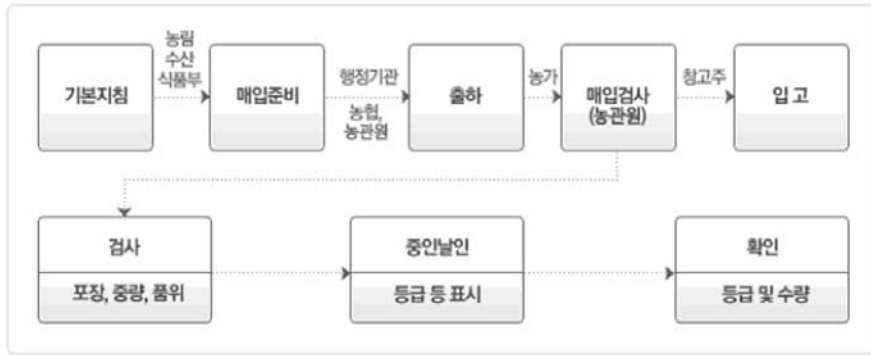 기본지침
농림
수산
식품부
매입준비
행정기관
농협,
농관원
출하
농가
매입검사
(농관원)
창고주
입 고
검사
포장, 중량, 품위
중인날인
등급 등 표시
확인
등급 및 수량